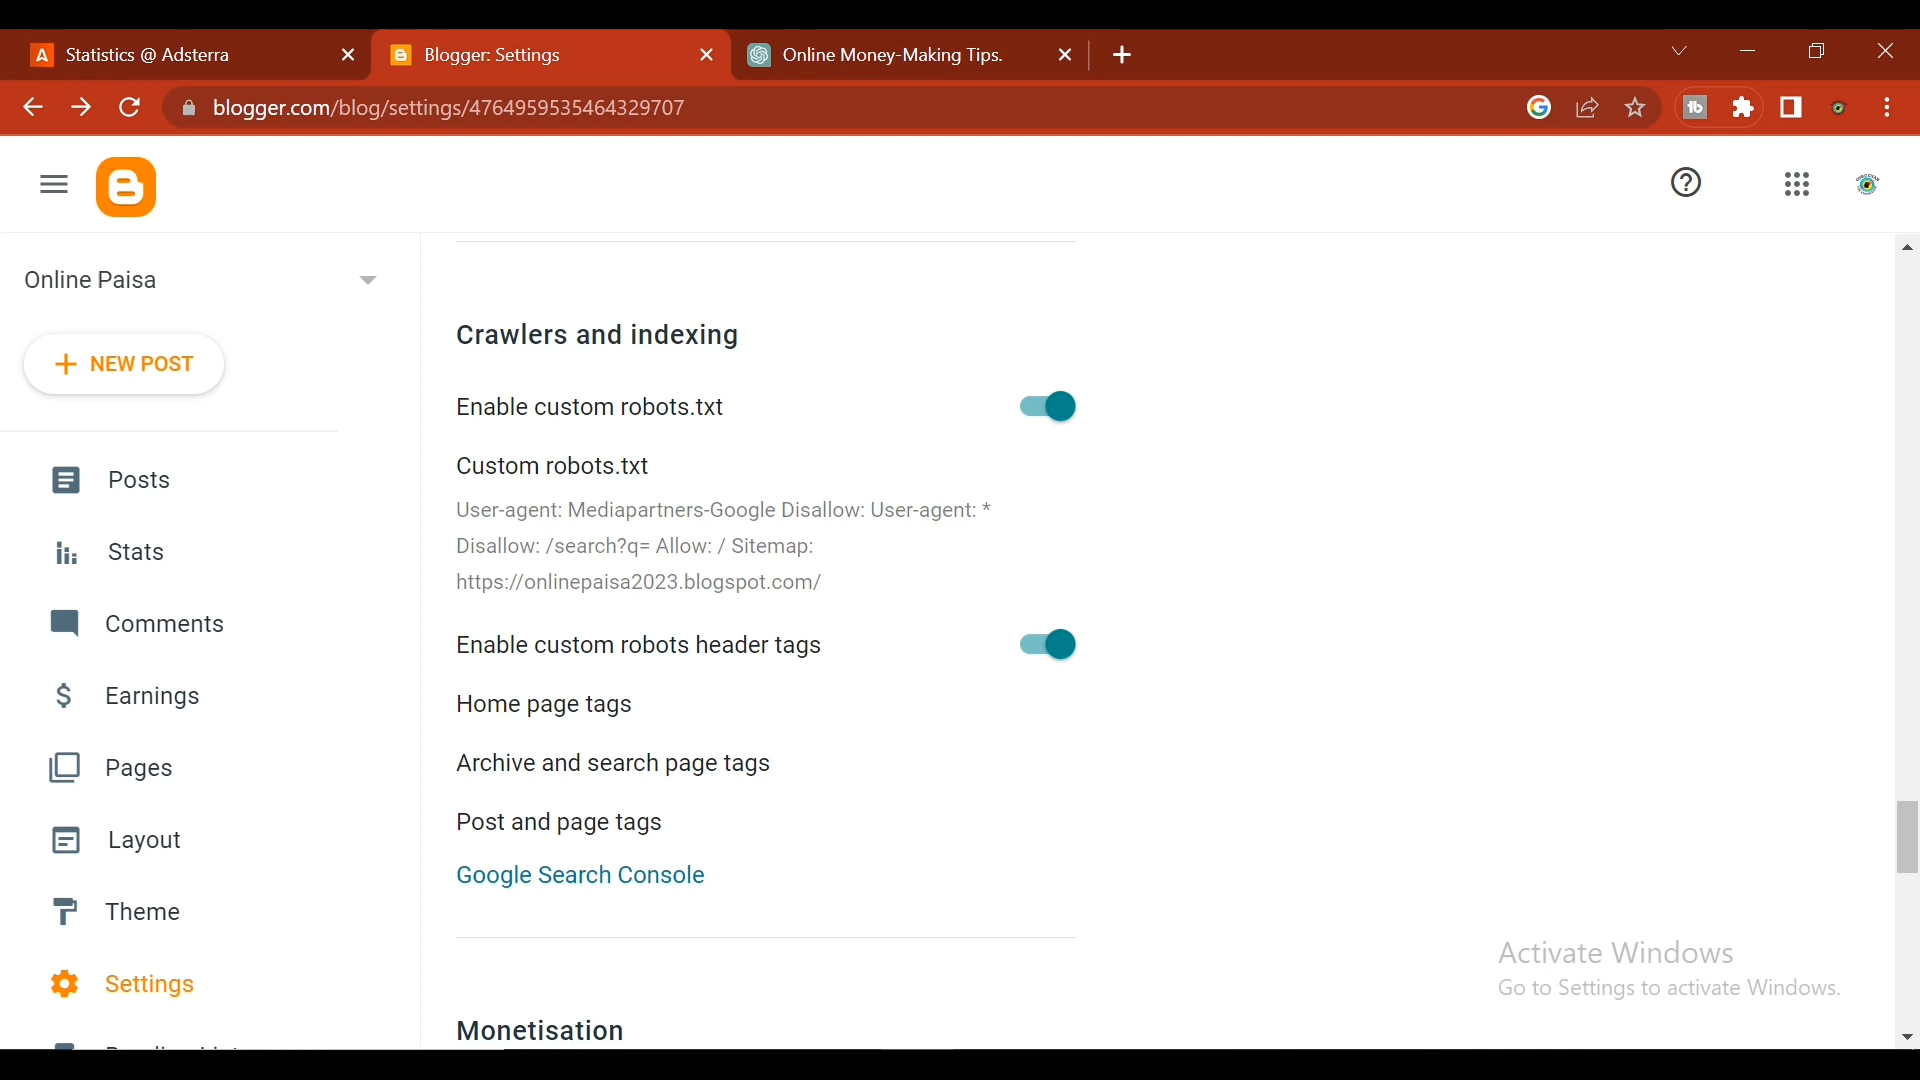 Statistics @ Adsterra
Blogger: Settings
Online Money-Making Tips.
blogger.com/blog/settings/4764959535464329707
Online Paisa
NEW POST
Posts
Stats
Comments
Earnings
Pages
Layout
Theme
Settings
Crawlers and indexing
Enable custom robots.txt
Custom robots.txt
User-agent: Mediapartners-Google Disallow: User-agent: *
Disallow: /search?q= Allow: / Sitemap:
https://onlinepaisa2023.blogspot.com/
Enable custom robots header tags
Home page tags
Archive and search page tags
Post and page tags
Google Search Console
Monetisation
Activate Windows
Go to Settings to activate Windows.